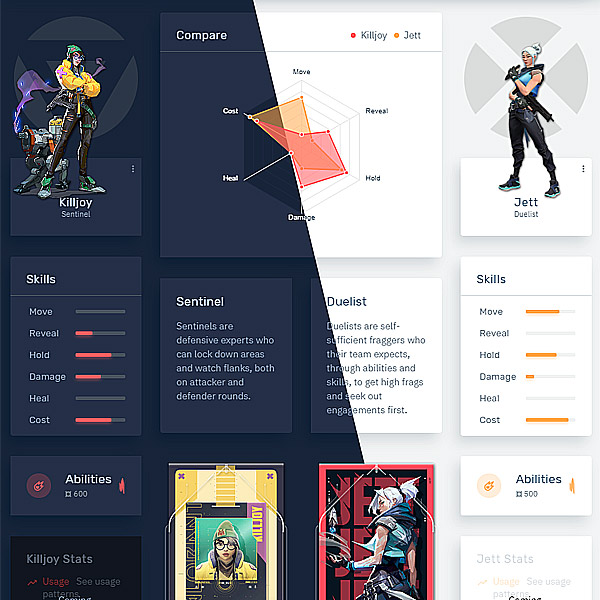 Compare
Killjoy
Jett
Move
Cost
Reveal
Heal
Hold
Damage
Killjoy
Sentinel
Jett
Duelist
Skills
Move
Reveal
Hold
Damage
Heal
Cost
Sentinel
Sentinels are
defensive experts who
can lock down areas
and watch flanks, both
on attacker and
defender rounds.
Duelist
Duelists are self-
sufficient fraggers who
their team expects,
through abilities and
skills, to get high frags
and seek out
engagements first.
Skills
Move
Reveal
Hold
Damage
Heal
Cost
Abilities
600
KILLJOY
JETT
Abilities
500
Killjoy Stats
Usage See usage
patterns
Coming
Jett Stats
Usage See usage
patterns
Coming